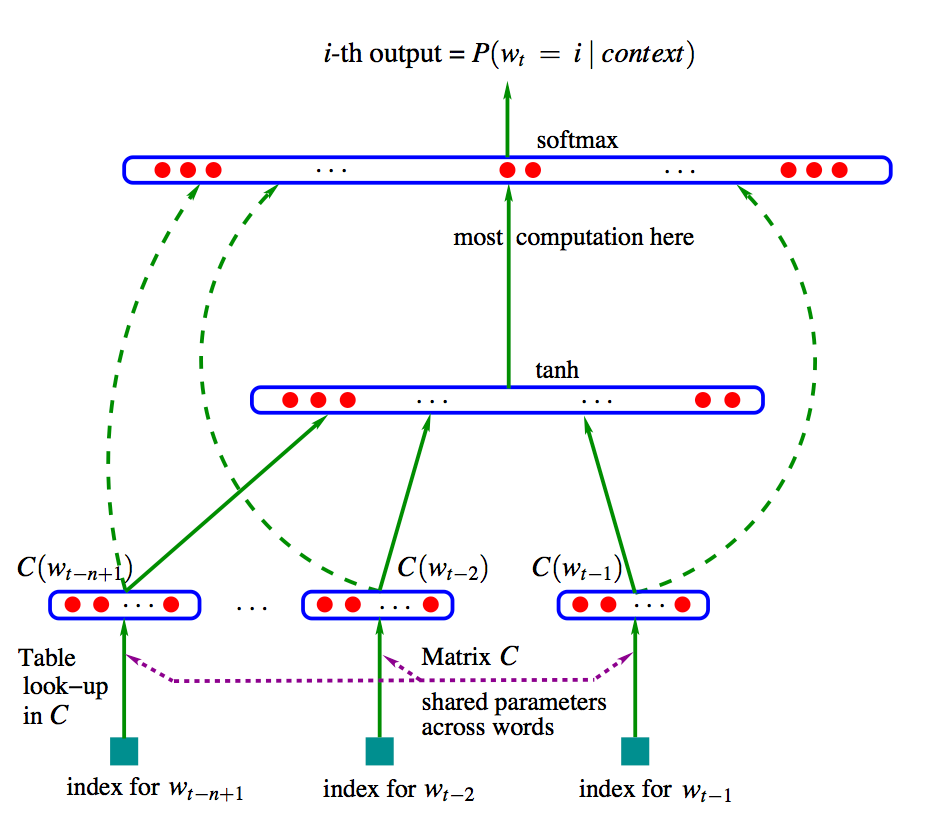 i-th output = P(w_t = i | context)
softmax
. . .
. . .
most computation here
tanh
. . .
. . .
C(w_{t−n+1})
C(w_{t−2})
C(w_{t−1})
. . .
. . .
. . .
. . .
Table
look−up
in C
Matrix C
shared parameters
across words
index for w_{t−n+1}
index for w_{t−2}
index for w_{t−1}